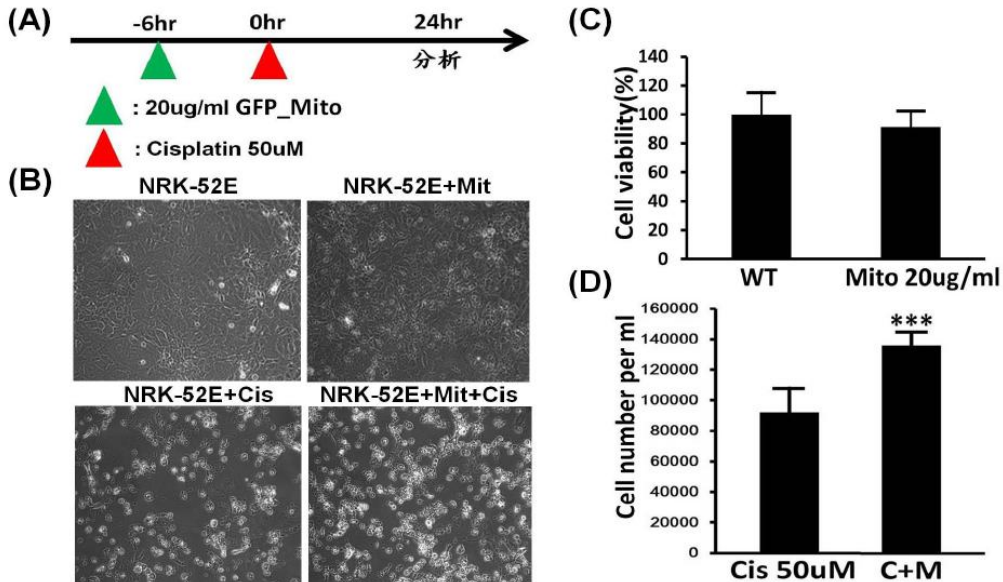 (A)
-6hr 0hr 24hr
分析
: 20ug/ml GFP_Mito
: Cisplatin 50uM
(B)
NRK-52E NRK-52E+Mit
NRK-52E+Cis NRK-52E+Mit+Cis
(C)
Cell viability(%)
140
120
100
80
60
40
20
0
WT Mito 20ug/ml
(D)
Cell number per ml
160000
140000
120000
100000
80000
60000
40000
20000
0
***
Cis 50uM C+M